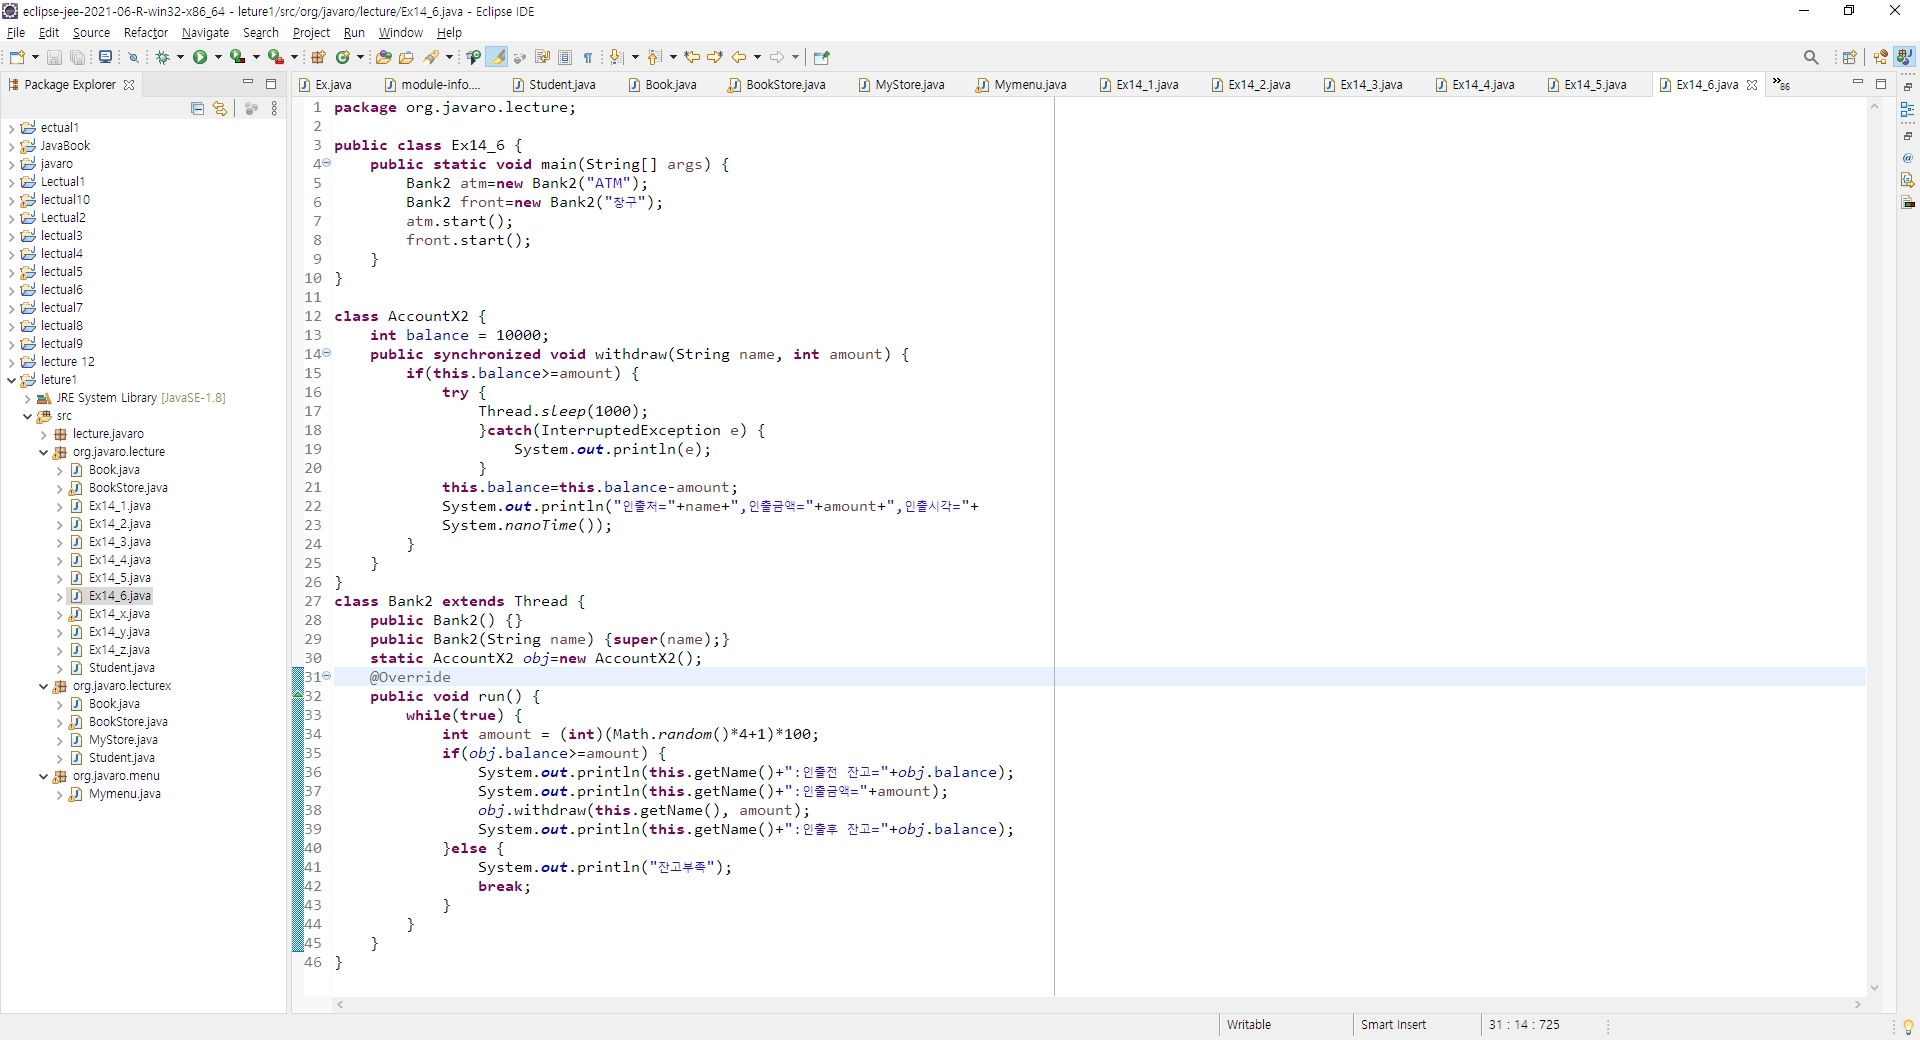 eclipse-jee-2021-06-R-win32-x86_64 - leture1/src/org/javaro/lecture/Ex14_6.java - Eclipse IDE
File Edit Source Refactor Navigate Search Project Run Window Help
Package Explorer
ectual1
JavaBook
javaro
Lectual1
lectual10
Lectual2
lectual3
lectual4
lectual5
lectual6
lectual7
lectual8
lectual9
lecture 12
leture1
JRE System Library [JavaSE-1.8]
src
lecture.javaro
org.javaro.lecture
Book.java
BookStore.java
Ex14_1.java
Ex14_2.java
Ex14_3.java
Ex14_4.java
Ex14_5.java
Ex14_6.java
Ex14_x.java
Ex14_y.java
Ex14_z.java
Student.java
org.javaro.lecturex
Book.java
BookStore.java
MyStore.java
Student.java
org.javaro.menu
Mymenu.java
Ex.java module-info.... Student.java Book.java BookStore.java MyStore.java Mymenu.java Ex14_1.java Ex14_2.java Ex14_3.java Ex14_4.java Ex14_5.java Ex14_6.java »86
1 package org.javaro.lecture;
2
3 public class Ex14_6 {
4 public static void main(String[] args) {
5 Bank2 atm=new Bank2("ATM");
6 Bank2 front=new Bank2("창구");
7 atm.start();
8 front.start();
9 }
10 }
11
12 class AccountX2 {
13 int balance = 10000;
14 public synchronized void withdraw(String name, int amount) {
15 if(this.balance>=amount) {
16 try {
17 Thread.sleep(1000);
18 }catch(InterruptedException e) {
19 System.out.println(e);
20 }
21 this.balance=this.balance-amount;
22 System.out.println("인출처="+name+",인출금액="+amount+",인출시각="+
23 System.nanoTime());
24 }
25 }
26 }
27 class Bank2 extends Thread {
28 public Bank2() {}
29 public Bank2(String name) {super(name);}
30 static AccountX2 obj=new AccountX2();
31 @Override
32 public void run() {
33 while(true) {
34 int amount = (int)(Math.random()*4+1)*100;
35 if(obj.balance>=amount) {
36 System.out.println(this.getName()+":인출전 잔고="+obj.balance);
37 System.out.println(this.getName()+":인출금액="+amount);
38 obj.withdraw(this.getName(), amount);
39 System.out.println(this.getName()+":인출후 잔고="+obj.balance);
40 }else {
41 System.out.println("잔고부족");
42 break;
43 }
44 }
45 }
46 }
Writable Smart Insert 31 : 14 : 725